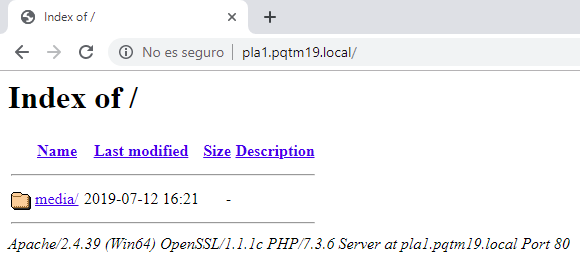 Index of /
No es seguro | pla1.pqtm19.local/
Index of /
Name Last modified Size Description
media/ 2019-07-12 16:21 -
Apache/2.4.39 (Win64) OpenSSL/1.1.1c PHP/7.3.6 Server at pla1.pqtm19.local Port 80